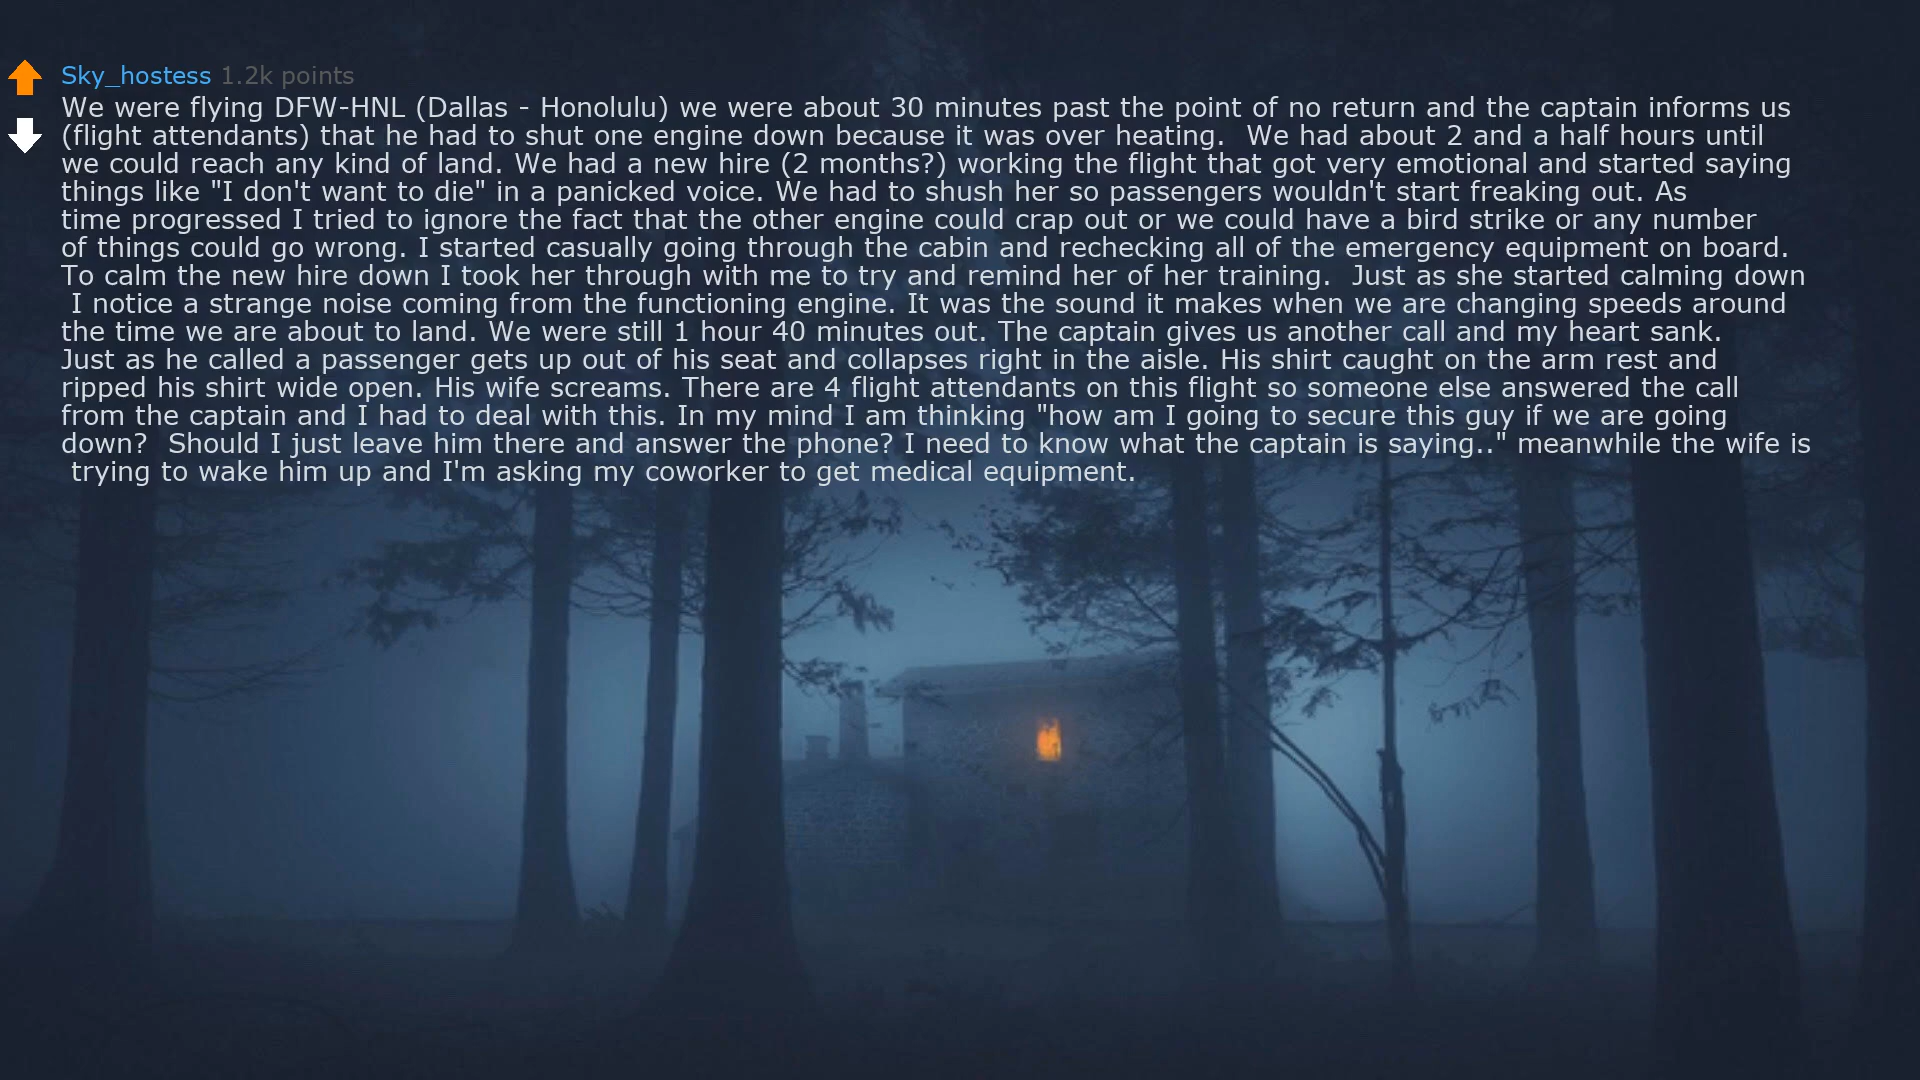 Sky_hostess 1.2k points
We were flying DFW-HNL (Dallas - Honolulu) we were about 30 minutes past the point of no return and the captain informs us
(flight attendants) that he had to shut one engine down because it was over heating.  We had about 2 and a half hours until
we could reach any kind of land. We had a new hire (2 months?) working the flight that got very emotional and started saying
things like "I don't want to die" in a panicked voice. We had to shush her so passengers wouldn't start freaking out. As
time progressed I tried to ignore the fact that the other engine could crap out or we could have a bird strike or any number
of things could go wrong. I started casually going through the cabin and rechecking all of the emergency equipment on board.
To calm the new hire down I took her through with me to try and remind her of her training.  Just as she started calming down
I notice a strange noise coming from the functioning engine. It was the sound it makes when we are changing speeds around
the time we are about to land. We were still 1 hour 40 minutes out. The captain gives us another call and my heart sank.
Just as he called a passenger gets up out of his seat and collapses right in the aisle. His shirt caught on the arm rest and
ripped his shirt wide open. His wife screams. There are 4 flight attendants on this flight so someone else answered the call
from the captain and I had to deal with this. In my mind I am thinking "how am I going to secure this guy if we are going
down?  Should I just leave him there and answer the phone? I need to know what the captain is saying.." meanwhile the wife is
trying to wake him up and I'm asking my coworker to get medical equipment.